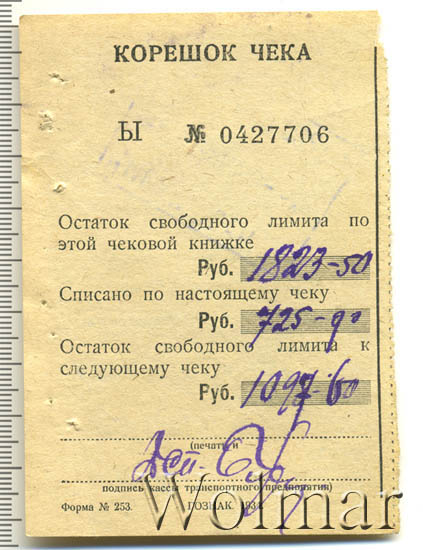 КОРЕШОК ЧЕКА
Ы № 0427706
Остаток свободного лимита по
этой чековой книжке
Руб. 1823-50
Списано по настоящему чеку
Руб. 725-90
Остаток свободного лимита к
следующему чеку
Руб. 1097-60
(печать и
подпись кассы транспортного предприятия)
Форма № 253. ГОЗНАК 193
Wolmar